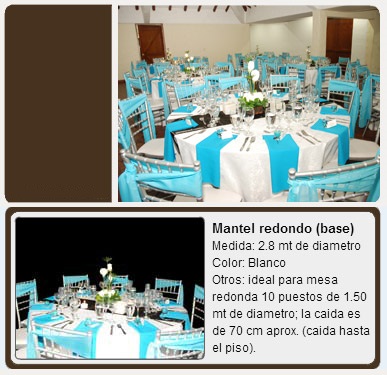 Mantel redondo (base)
Medida: 2.8 mt de diametro
Color: Blanco
Otros: ideal para mesa
redonda 10 puestos de 1.50
mt de diametro; la caida es
de 70 cm aprox. (caida hasta
el piso).